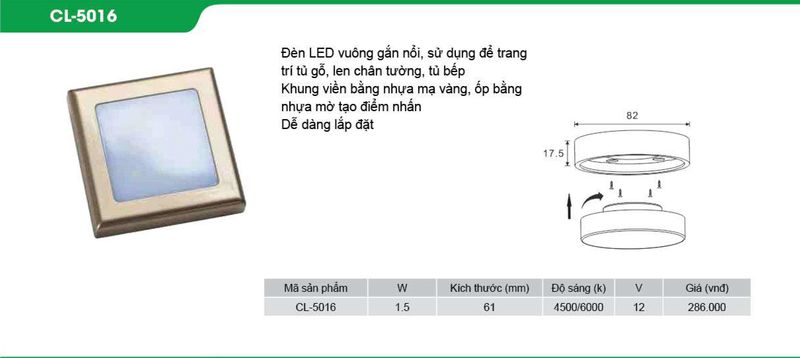 CL-5016
Đèn LED vuông gắn nổi, sử dụng để trang
trí tủ gỗ, len chân tường, tủ bếp
Khung viền bằng nhựa mạ vàng, ốp bằng
nhựa mờ tạo điểm nhấn
Dễ dàng lắp đặt
82
17.5
Mã sản phẩm W Kích thước (mm) Độ sáng (k) V Giá (vnđ)
CL-5016 1.5 61 4500/6000 12 286.000